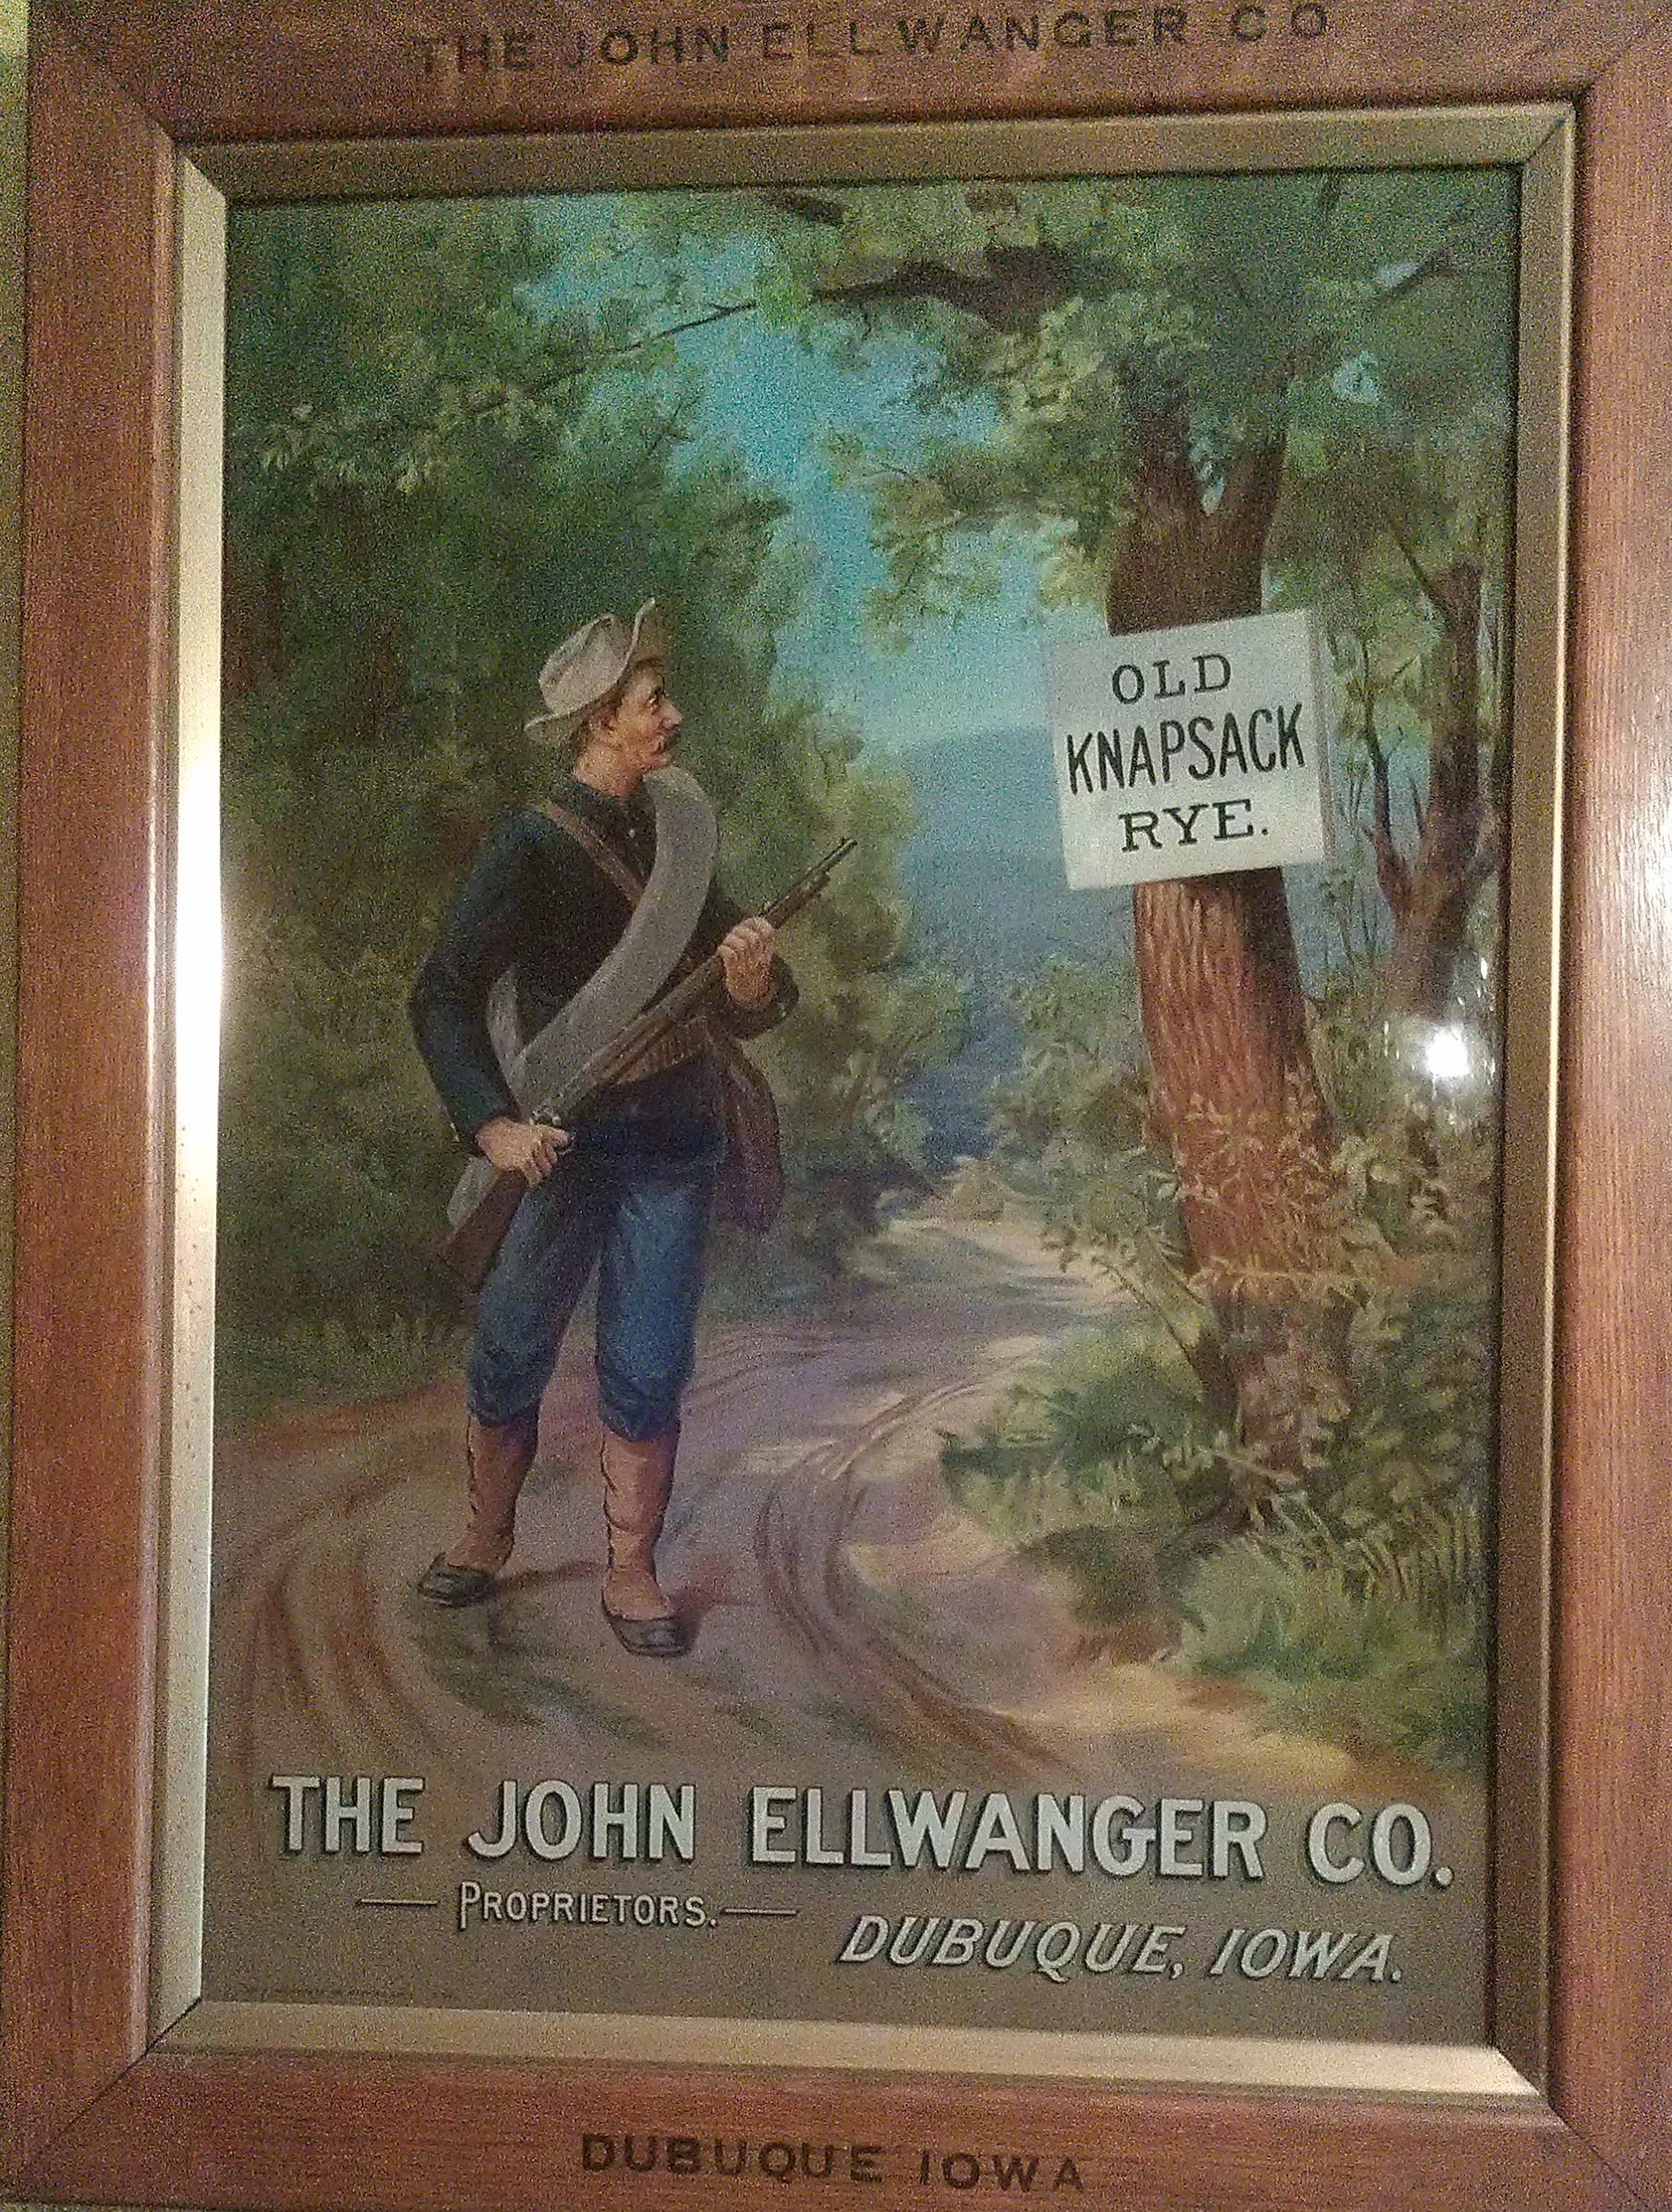 THE JOHN ELLWANGER CO
OLD
KNAPSACK
RYE.
THE JOHN ELLWANGER CO.
PROPRIETORS.
DUBUQUE, IOWA.
DUBUQUE IOWA